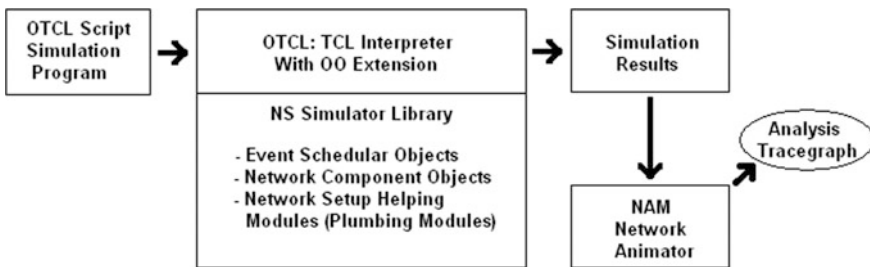 OTCL Script
Simulation
Program
OTCL: TCL Interpreter
With OO Extension
NS Simulator Library
- Event Schedular Objects
- Network Component Objects
- Network Setup Helping
Modules (Plumbing Modules)
Simulation
Results
NAM
Network
Animator
Analysis
Tracegraph